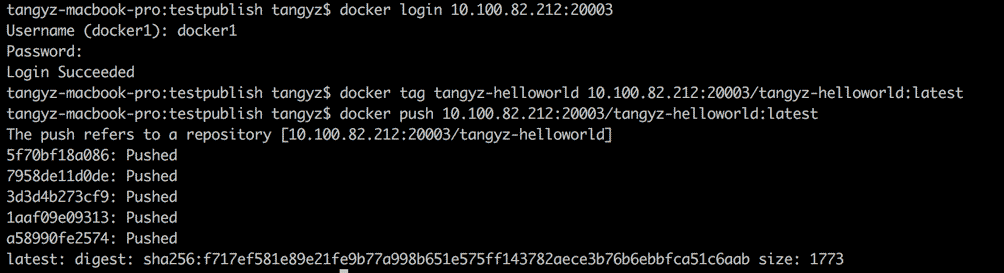 tangyz-macbook-pro:testpublish tangyz$ docker login 10.100.82.212:20003
Username (docker1): docker1
Password:
Login Succeeded
tangyz-macbook-pro:testpublish tangyz$ docker tag tangyz-helloworld 10.100.82.212:20003/tangyz-helloworld:latest
tangyz-macbook-pro:testpublish tangyz$ docker push 10.100.82.212:20003/tangyz-helloworld:latest
The push refers to a repository [10.100.82.212:20003/tangyz-helloworld]
5f70bf18a086: Pushed
7958de11d0de: Pushed
3d3d4b273cf9: Pushed
1aaf09e09313: Pushed
a58990fe2574: Pushed
latest: digest: sha256:f717ef581e89e21fe9b77a998b651e575ff143782aece3b76b6ebbfca51c6aab size: 1773